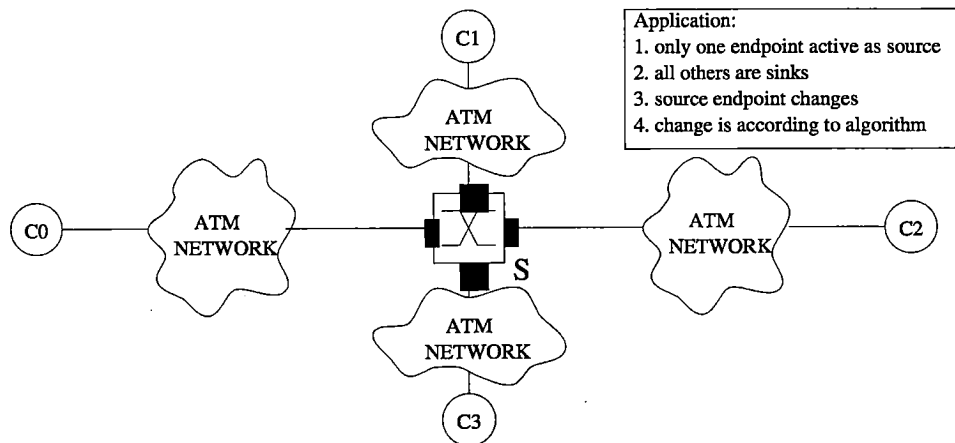 C1
Application:
1. only one endpoint active as source
2. all others are sinks
3. source endpoint changes
4. change is according to algorithm
ATM
NETWORK
C0
ATM
NETWORK
ATM
NETWORK
C2
S
ATM
NETWORK
C3